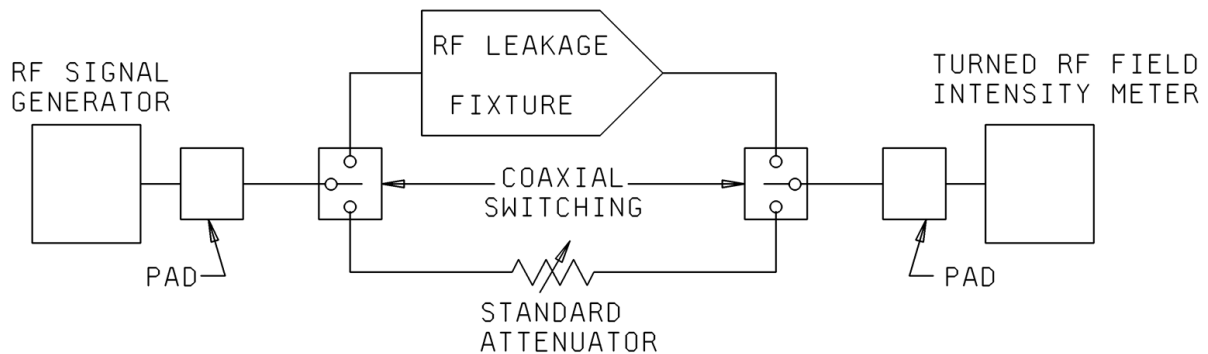 RF LEAKAGE
FIXTURE
RF SIGNAL
GENERATOR
TURNED RF FIELD
INTENSITY METER
COAXIAL
SWITCHING
PAD
PAD
STANDARD
ATTENUATOR